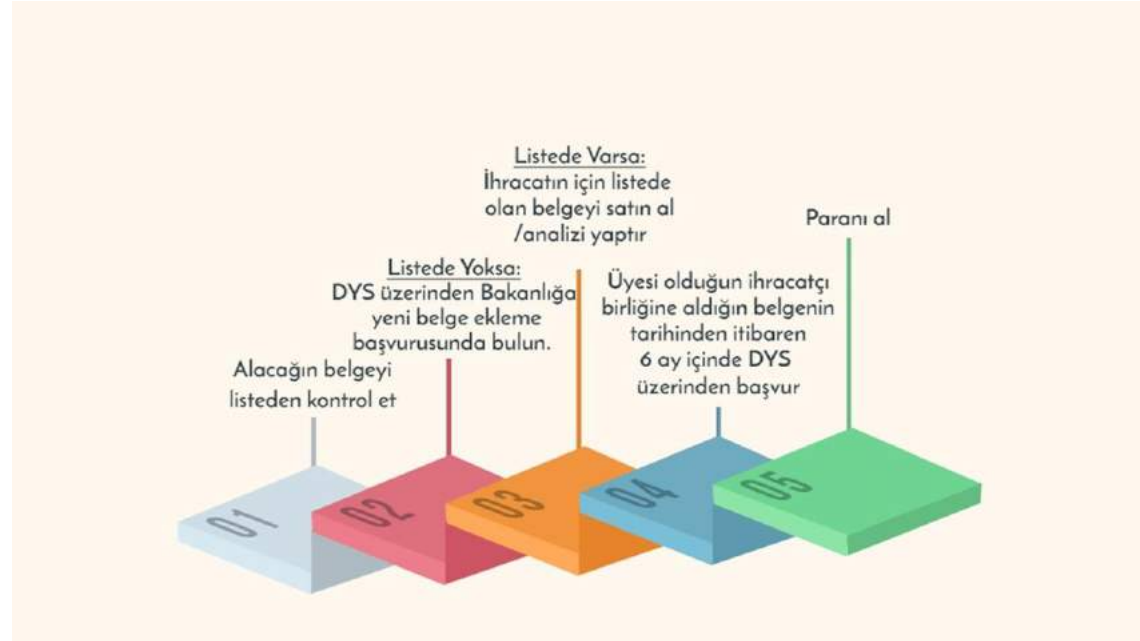 Alacağın belgeyi
listeden kontrol et
01
Listede Yoksa:
DYS üzerinden Bakanlığa
yeni belge ekleme
başvurusunda bulun.
02
Listede Varsa:
İhracatın için listede
olan belgeyi satın al
/analizi yaptır
03
Üyesi olduğun ihracatçı
birliğine aldığın belgenin
tarihinden itibaren
6 ay içinde DYS
üzerinden başvur
04
Paranı al
05